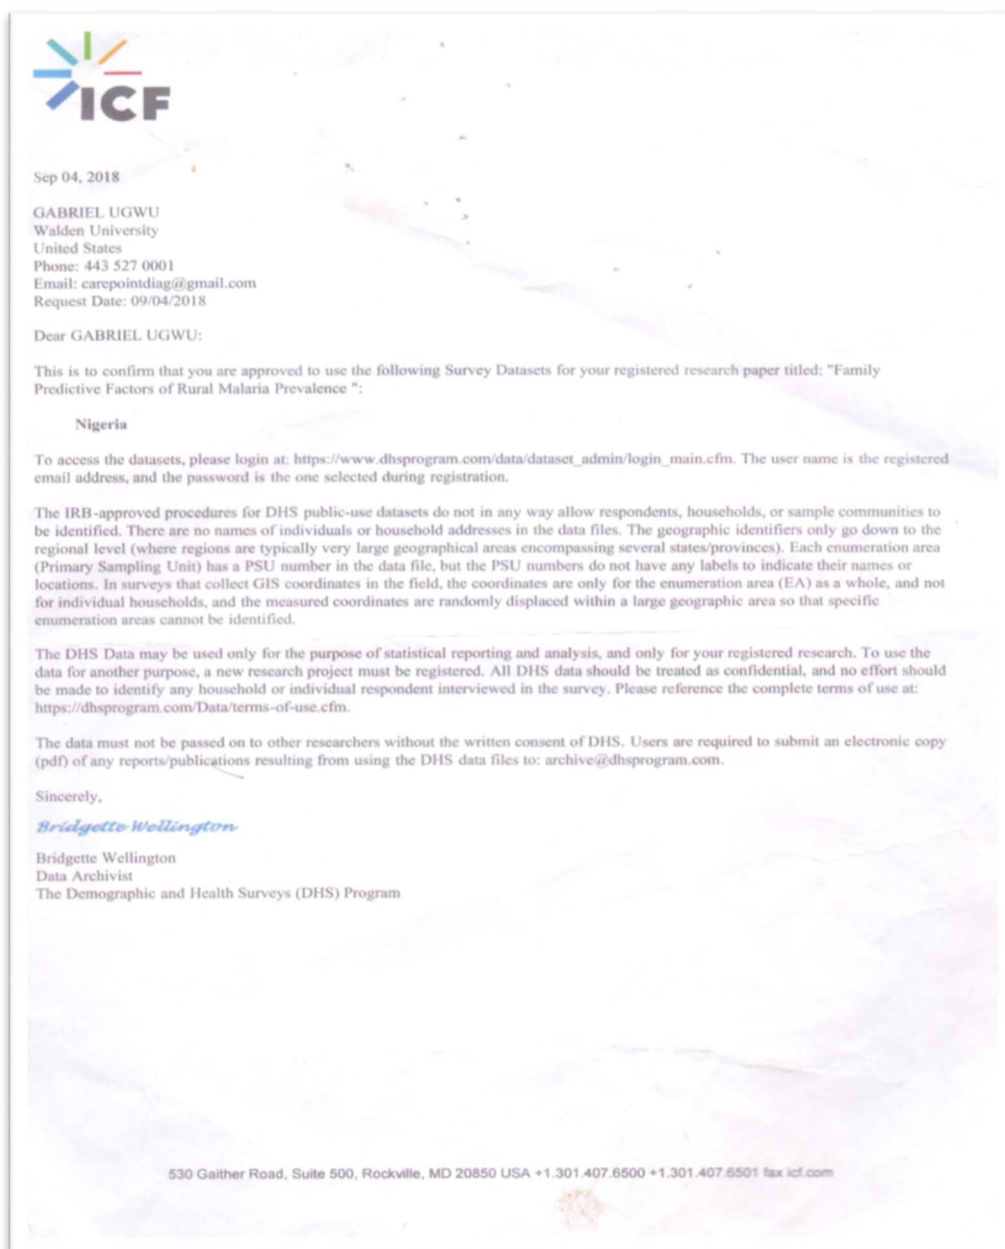 ICF
Sep 04, 2018
GABRIEL UGWU
Walden University
United States
Phone: 443 527 0001
Email: carepointdiag@gmail.com
Request Date: 09/04/2018
Dear GABRIEL UGWU:
This is to confirm that you are approved to use the following Survey Datasets for your registered research paper titled: "Family
Predictive Factors of Rural Malaria Prevalence ":
Nigeria
To access the datasets, please login at: https://www.dhsprogram.com/data/dataset_admin/login_main.cfm. The user name is the registered
email address, and the password is the one selected during registration.
The IRB-approved procedures for DHS public-use datasets do not in any way allow respondents, households, or sample communities to
be identified. There are no names of individuals or household addresses in the data files. The geographic identifiers only go down to the
regional level (where regions are typically very large geographical areas encompassing several states/provinces). Each enumeration area
(Primary Sampling Unit) has a PSU number in the data file, but the PSU numbers do not have any labels to indicate their names or
locations. In surveys that collect GIS coordinates in the field, the coordinates are only for the enumeration area (EA) as a whole, and not
for individual households, and the measured coordinates are randomly displaced within a large geographic area so that specific
enumeration areas cannot be identified.
The DHS Data may be used only for the purpose of statistical reporting and analysis, and only for your registered research. To use the
data for another purpose, a new research project must be registered. All DHS data should be treated as confidential, and no effort should
be made to identify any household or individual respondent interviewed in the survey. Please reference the complete terms of use at:
https://dhsprogram.com/Data/terms-of-use.cfm.
The data must not be passed on to other researchers without the written consent of DHS. Users are required to submit an electronic copy
(pdf) of any reports/publications resulting from using the DHS data files to: archive@dhsprogram.com.
Sincerely,
Bridgette Wellington
Bridgette Wellington
Data Archivist
The Demographic and Health Surveys (DHS) Program
530 Gaither Road, Suite 500, Rockville, MD 20850 USA +1.301.407.6500 +1.301.407.6501 fax icf.com